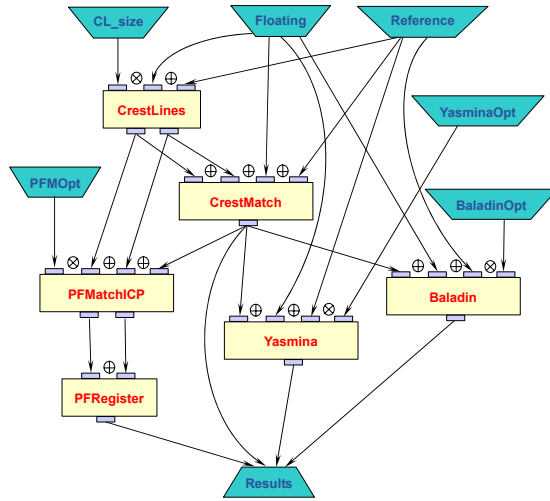 CL_size
Floating
Reference
⊗ ⊕
CrestLines
YasminaOpt
PFMOpt
⊕ ⊕ ⊕
CrestMatch
BaladinOpt
⊗ ⊕ ⊕
PFMatchICP
⊕ ⊕ ⊗
Baladin
⊕ ⊕ ⊗
Yasmina
⊕
PFRegister
Results